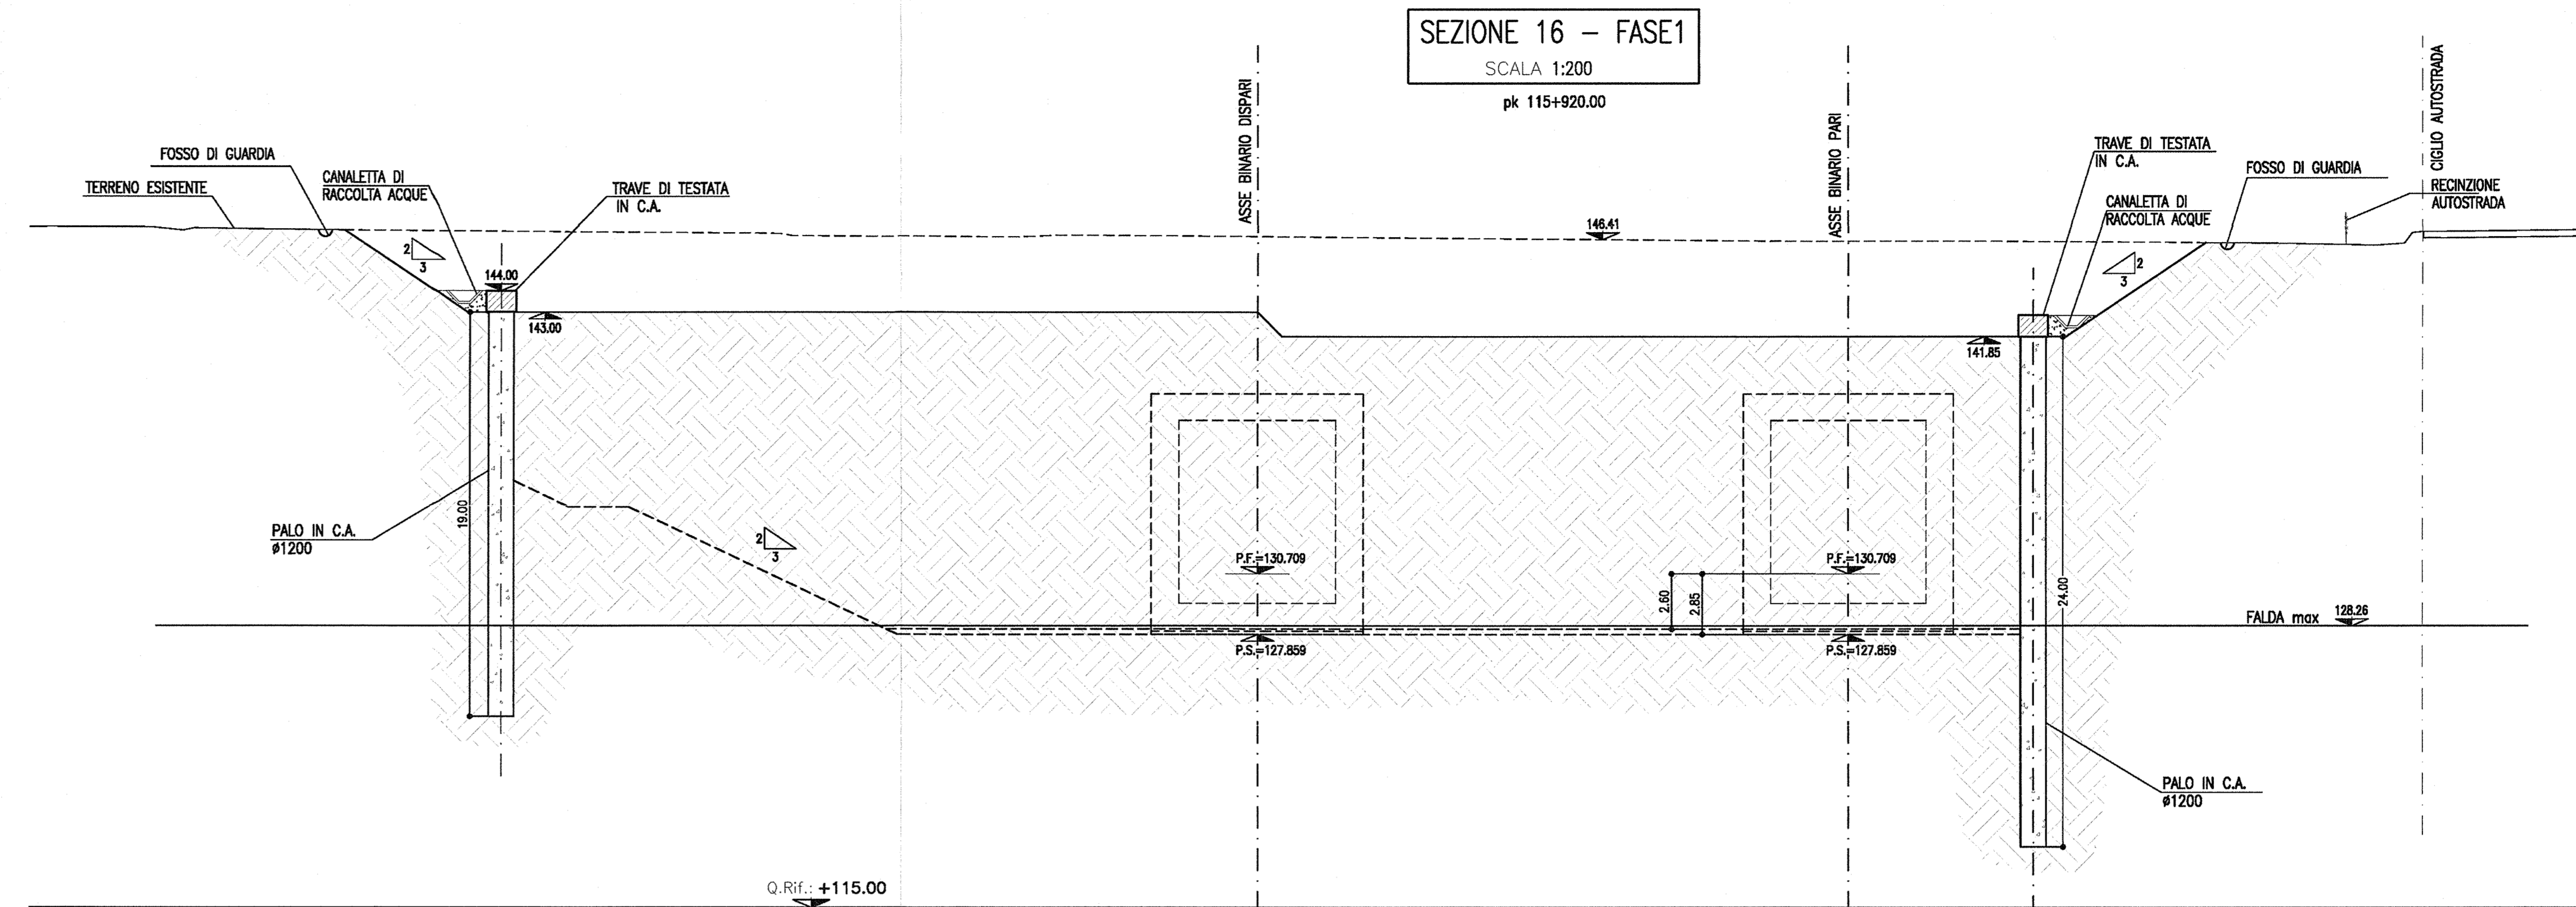 SEZIONE 16 – FASE1
SCALA 1:200
pk 115+920.00
ASSE BINARIO DISPARI
ASSE BINARIO PARI
CIGLIO AUTOSTRADA
FOSSO DI GUARDIA
TERRENO ESISTENTE
CANALETTA DI
RACCOLTA ACQUE
TRAVE DI TESTATA
IN C.A.
TRAVE DI TESTATA
IN C.A.
FOSSO DI GUARDIA
RECINZIONE
AUTOSTRADA
CANALETTA DI
RACCOLTA ACQUE
146.41
2
3
144.00
143.00
2
3
141.85
19.00
PALO IN C.A.
ø1200
2
3
P.F.=130.709
P.F.=130.709
2.60
2.85
24.00
FALDA max 128.26
P.S.=127.859
P.S.=127.859
PALO IN C.A.
ø1200
Q.Rif.: +115.00